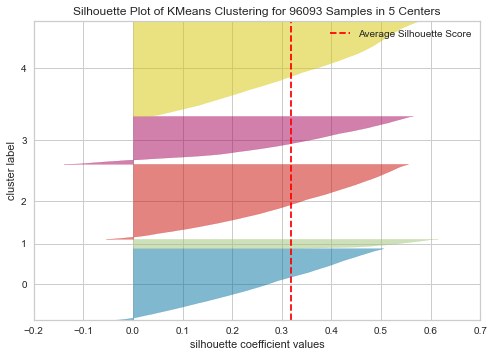 Silhouette Plot of KMeans Clustering for 96093 Samples in 5 Centers
Average Silhouette Score
cluster label
4
3
2
1
0
−0.2 −0.1 0.0 0.1 0.2 0.3 0.4 0.5 0.6 0.7
silhouette coefficient values